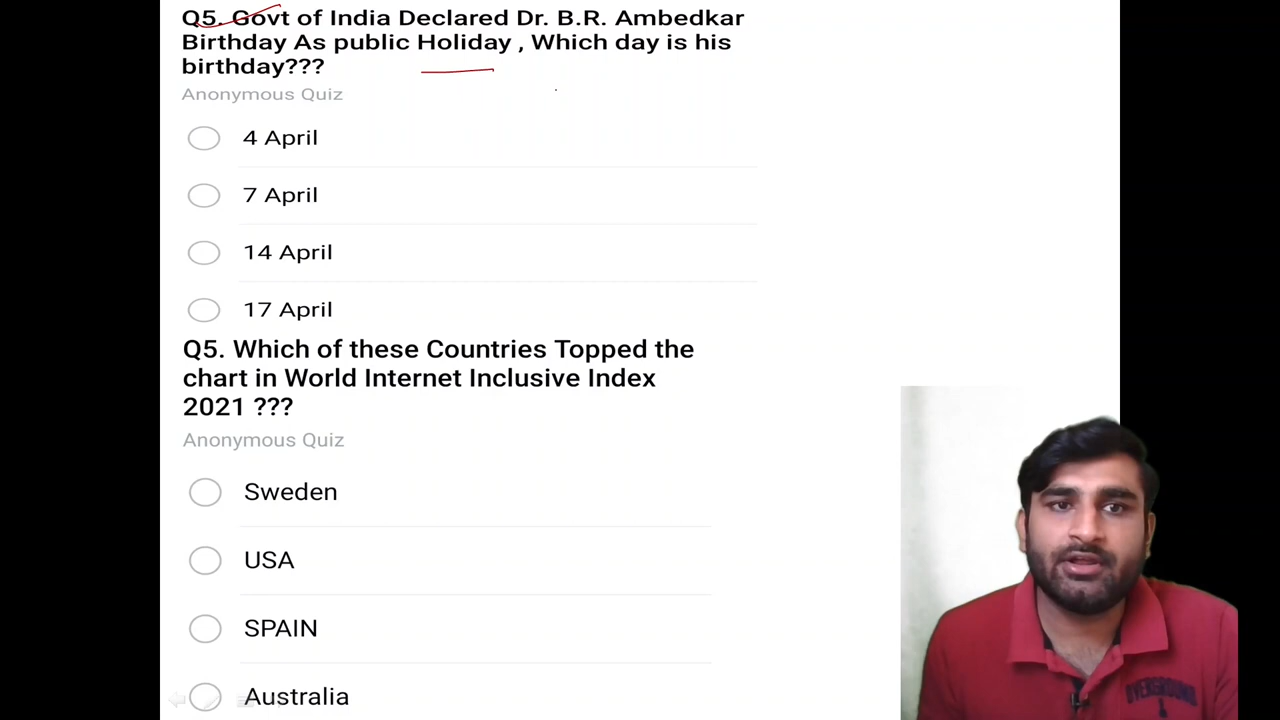 Q5. Govt of India Declared Dr. B.R. Ambedkar
Birthday As public Holiday , Which day is his
birthday???
Anonymous Quiz
4 April
7 April
14 April
17 April
Q5. Which of these Countries Topped the
chart in World Internet Inclusive Index
2021 ???
Anonymous Quiz
Sweden
USA
SPAIN
Australia